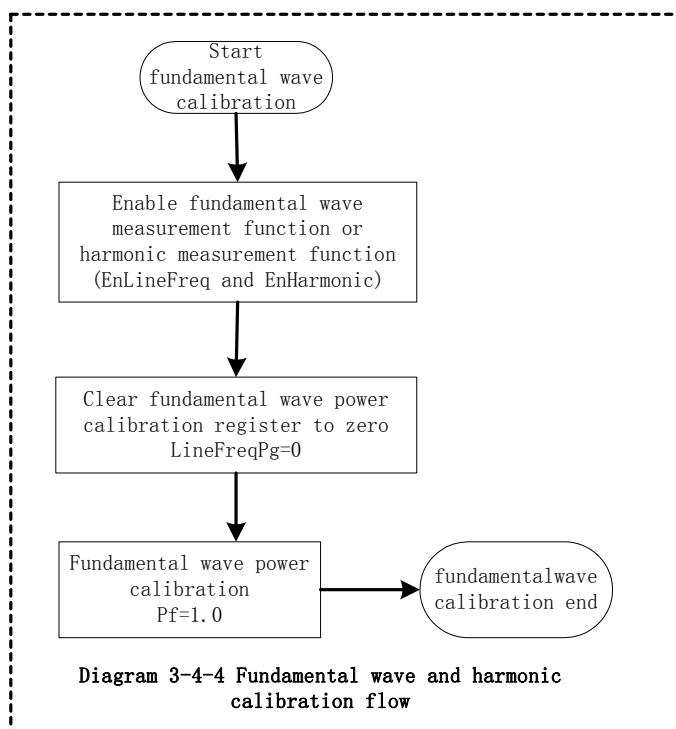 Start
fundamental wave
calibration
Enable fundamental wave
measurement function or
harmonic measurement function
(EnLineFreq and EnHarmonic)
Clear fundamental wave power
calibration register to zero
LineFreqPg=0
Fundamental wave power
calibration
Pf=1.0
fundamentalwave
calibration end
Diagram 3-4-4 Fundamental wave and harmonic
calibration flow